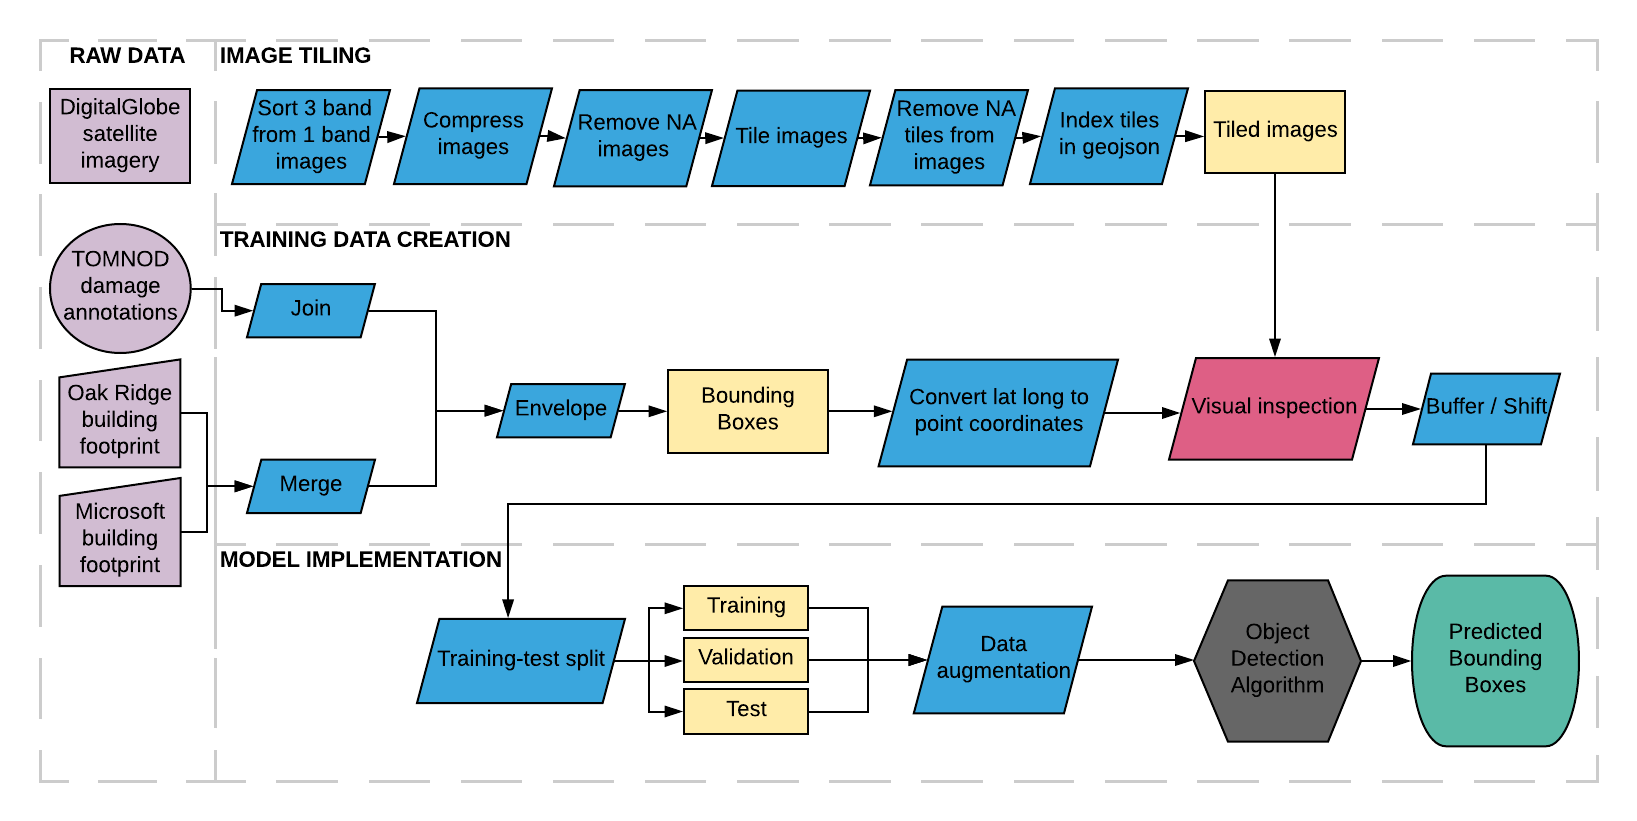 RAW DATA
DigitalGlobe
satellite
imagery
TOMNOD
damage
annotations
Oak Ridge
building
footprint
Microsoft
building
footprint
IMAGE TILING
Sort 3 band
from 1 band
images
Compress
images
Remove NA
images
Tile images
Remove NA
tiles from
images
Index tiles
in geojson
Tiled images
TRAINING DATA CREATION
Join
Merge
Envelope
Bounding
Boxes
Convert lat long to
point coordinates
Visual inspection
Buffer / Shift
MODEL IMPLEMENTATION
Training-test split
Training
Validation
Test
Data
augmentation
Object
Detection
Algorithm
Predicted
Bounding
Boxes